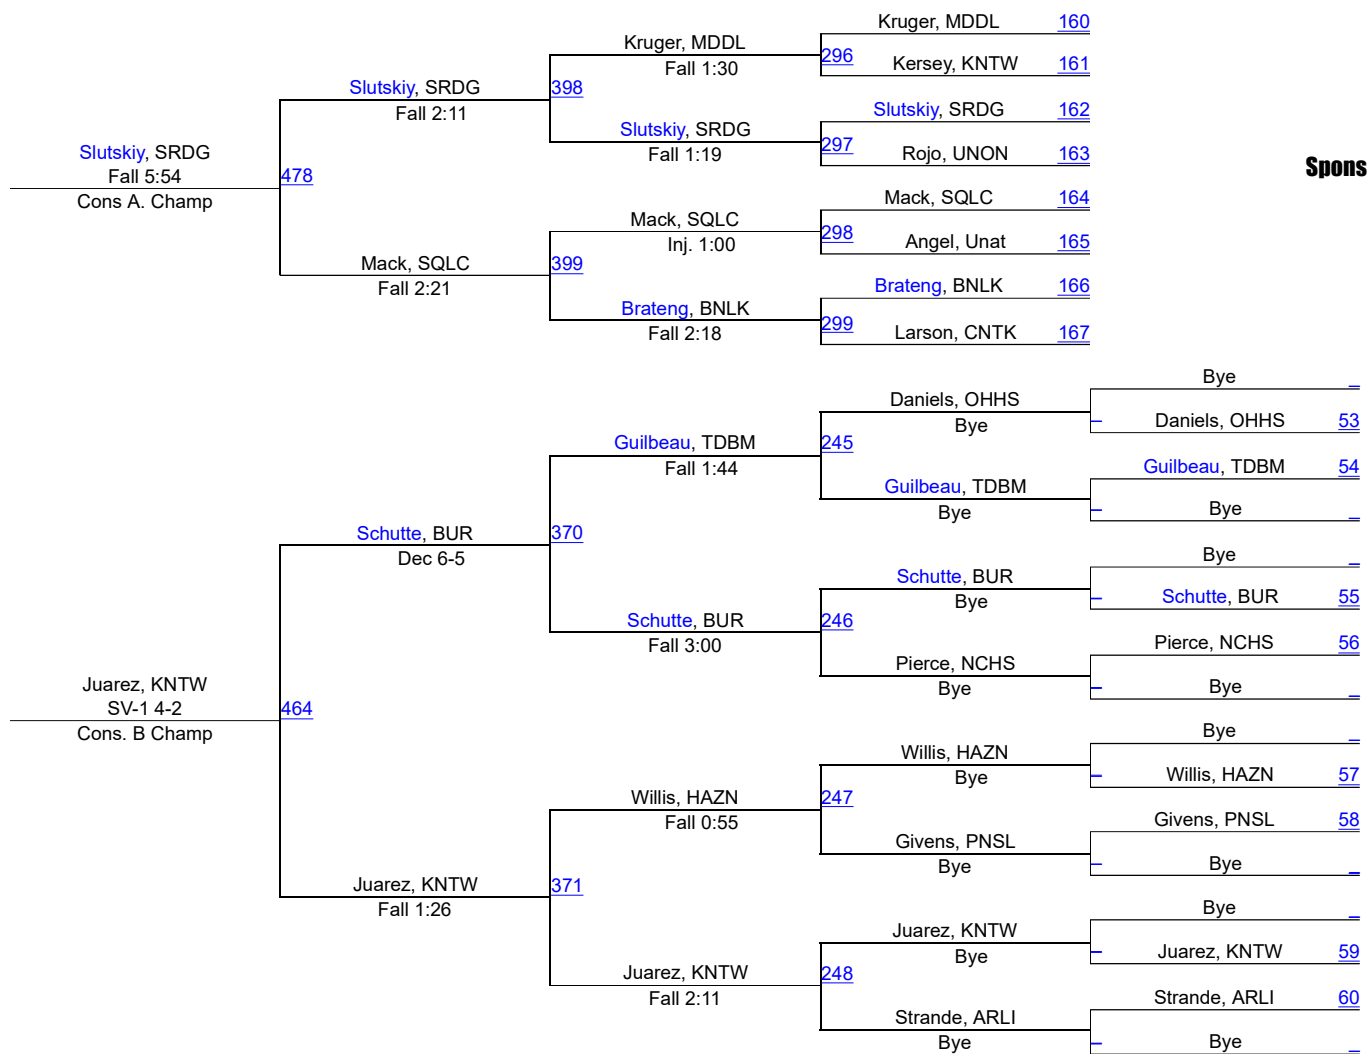 Kruger, MDDL 160
Kruger, MDDL
Fall 1:30
296
Kersey, KNTW 161
Slutskiy, SRDG
Fall 2:11
398
Slutskiy, SRDG 162
Slutskiy, SRDG
Fall 1:19
297
Rojo, UNON 163
Slutskiy, SRDG
Fall 5:54
Cons A. Champ
478
Spons
Mack, SQLC 164
Mack, SQLC
Inj. 1:00
298
Angel, Unat 165
Mack, SQLC
Fall 2:21
399
Brateng, BNLK 166
Brateng, BNLK
Fall 2:18
299
Larson, CNTK 167
Bye _
Daniels, OHHS
Bye
_ Daniels, OHHS 53
Guilbeau, TDBM
Fall 1:44
245
Guilbeau, TDBM 54
Guilbeau, TDBM
Bye
_ Bye _
Schutte, BUR
Dec 6-5
370
Bye _
Schutte, BUR
Bye
_ Schutte, BUR 55
Schutte, BUR
Fall 3:00
246
Pierce, NCHS 56
Pierce, NCHS
Bye
_ Bye _
Juarez, KNTW
SV-1 4-2
Cons. B Champ
464
Bye _
Willis, HAZN
Bye
_ Willis, HAZN 57
Willis, HAZN
Fall 0:55
247
Givens, PNSL 58
Givens, PNSL
Bye
_ Bye _
Juarez, KNTW
Fall 1:26
371
Bye _
Juarez, KNTW
Bye
_ Juarez, KNTW 59
Juarez, KNTW
Fall 2:11
248
Strande, ARLI 60
Strande, ARLI
Bye
_ Bye _